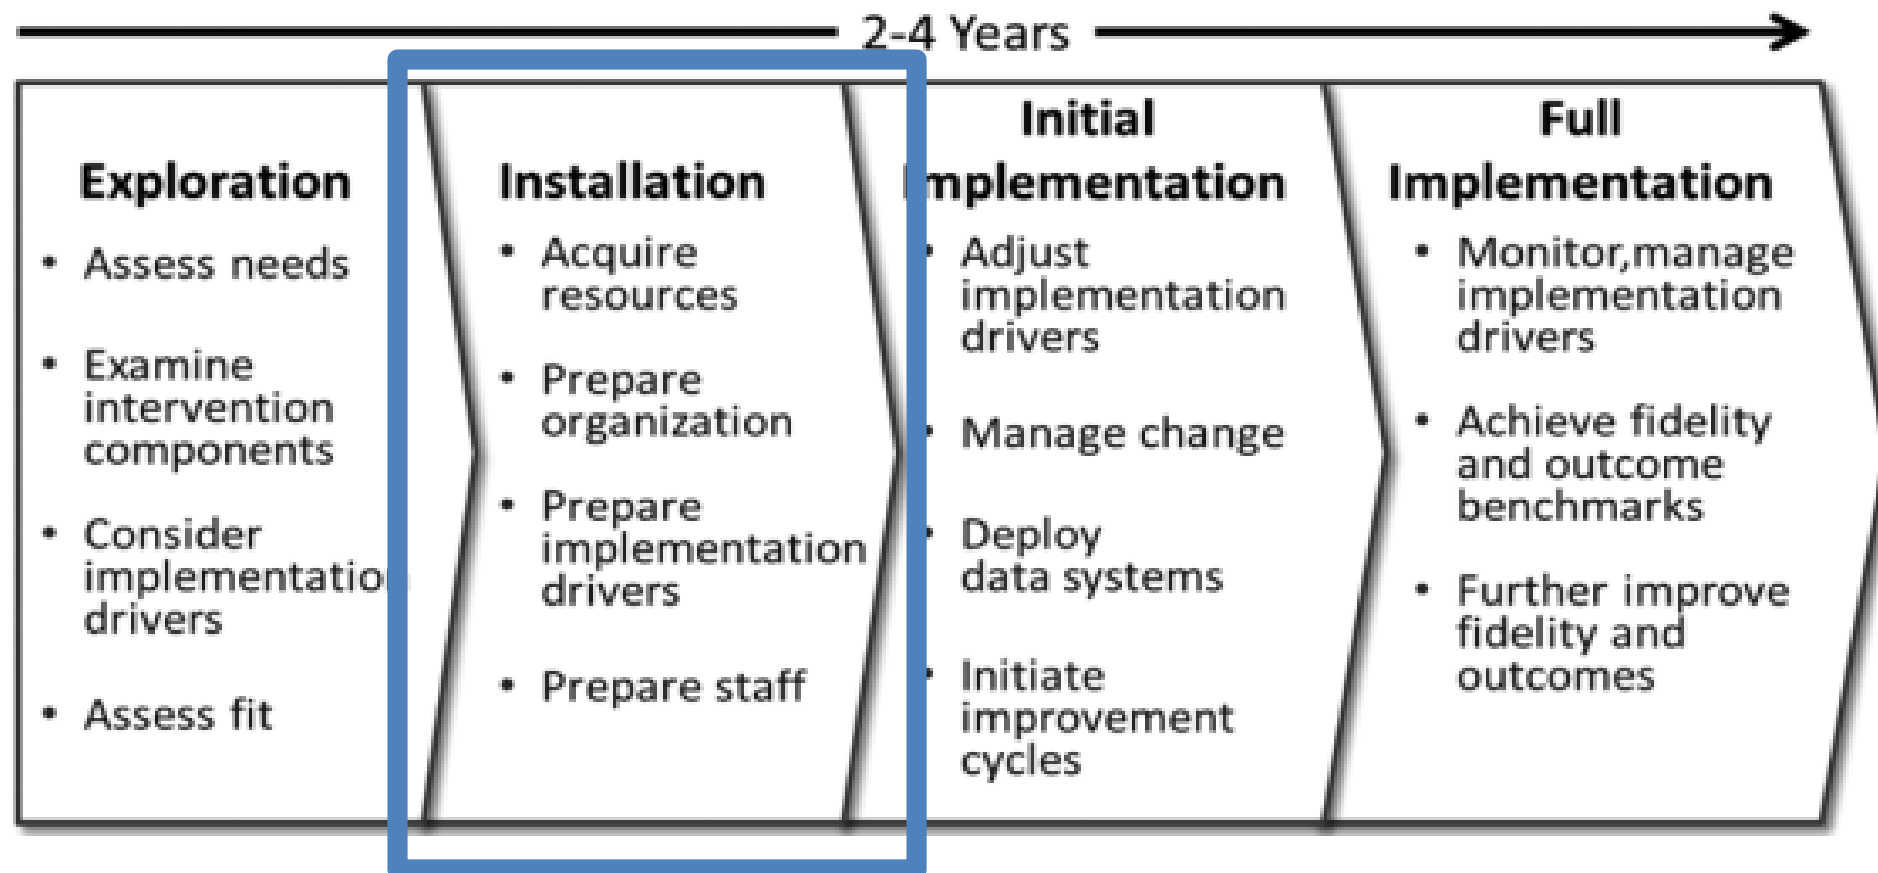 2-4 Years
Exploration
• Assess needs
• Examine
intervention
components
• Consider
implementation
drivers
• Assess fit
Installation
• Acquire
resources
• Prepare
organization
• Prepare
implementation
drivers
• Prepare staff
Initial
Implementation
• Adjust
implementation
drivers
• Manage change
• Deploy
data systems
• Initiate
improvement
cycles
Full
Implementation
• Monitor,manage
implementation
drivers
• Achieve fidelity
and outcome
benchmarks
• Further improve
fidelity and
outcomes